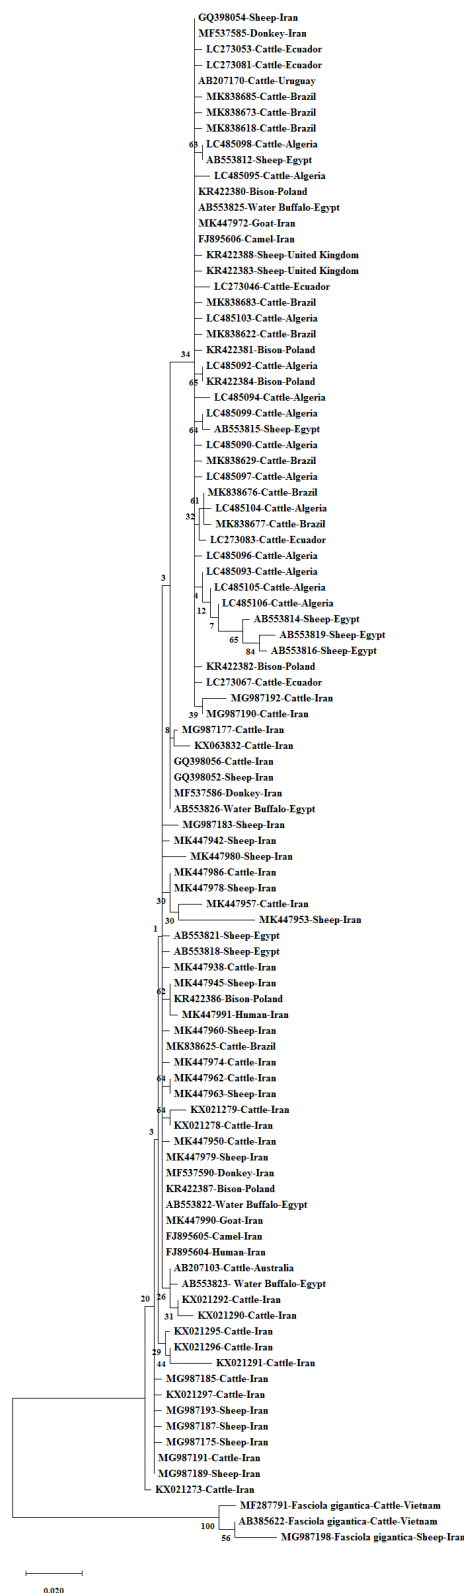 GQ398054-Sheep-Iran
MF537585-Donkey-Iran
LC273053-Cattle-Ecuador
LC273081-Cattle-Ecuador
AB207170-Cattle-Uruguay
MK838685-Cattle-Brazil
MK838673-Cattle-Brazil
MK838618-Cattle-Brazil
63
LC485098-Cattle-Algeria
AB553812-Sheep-Egypt
LC485095-Cattle-Algeria
KR422380-Bison-Poland
AB553825-Water Buffalo-Egypt
MK447972-Goat-Iran
FJ895606-Camel-Iran
KR422388-Sheep-United Kingdom
KR422383-Sheep-United Kingdom
LC273046-Cattle-Ecuador
MK838683-Cattle-Brazil
LC485103-Cattle-Algeria
MK838622-Cattle-Brazil
34
KR422381-Bison-Poland
LC485092-Cattle-Algeria
65
KR422384-Bison-Poland
LC485094-Cattle-Algeria
LC485099-Cattle-Algeria
64
AB553815-Sheep-Egypt
LC485090-Cattle-Algeria
MK838629-Cattle-Brazil
LC485097-Cattle-Algeria
MK838676-Cattle-Brazil
61
LC485104-Cattle-Algeria
32
MK838677-Cattle-Brazil
LC273083-Cattle-Ecuador
LC485096-Cattle-Algeria
LC485093-Cattle-Algeria
3
LC485105-Cattle-Algeria
4
LC485106-Cattle-Algeria
12
AB553814-Sheep-Egypt
7
AB553819-Sheep-Egypt
65
AB553816-Sheep-Egypt
84
KR422382-Bison-Poland
LC273067-Cattle-Ecuador
MG987192-Cattle-Iran
39
MG987190-Cattle-Iran
8
MG987177-Cattle-Iran
KX063832-Cattle-Iran
GQ398056-Cattle-Iran
GQ398052-Sheep-Iran
MF537586-Donkey-Iran
AB553826-Water Buffalo-Egypt
MG987183-Sheep-Iran
MK447942-Sheep-Iran
MK447980-Sheep-Iran
MK447986-Cattle-Iran
MK447978-Sheep-Iran
30
MK447957-Cattle-Iran
30
MK447953-Sheep-Iran
1
AB553821-Sheep-Egypt
AB553818-Sheep-Egypt
MK447938-Cattle-Iran
MK447945-Sheep-Iran
62
KR422386-Bison-Poland
MK447991-Human-Iran
MK447960-Sheep-Iran
MK838625-Cattle-Brazil
MK447974-Cattle-Iran
64
MK447962-Cattle-Iran
MK447963-Sheep-Iran
64
KX021279-Cattle-Iran
KX021278-Cattle-Iran
3
MK447950-Cattle-Iran
MK447979-Sheep-Iran
MF537590-Donkey-Iran
KR422387-Bison-Poland
AB553822-Water Buffalo-Egypt
MK447990-Goat-Iran
FJ895605-Camel-Iran
FJ895604-Human-Iran
AB207103-Cattle-Australia
AB553823- Water Buffalo-Egypt
20
26
KX021292-Cattle-Iran
31
KX021290-Cattle-Iran
KX021295-Cattle-Iran
29
KX021296-Cattle-Iran
44
KX021291-Cattle-Iran
MG987185-Cattle-Iran
KX021297-Cattle-Iran
MG987193-Sheep-Iran
MG987187-Sheep-Iran
MG987175-Sheep-Iran
MG987191-Cattle-Iran
MG987189-Sheep-Iran
KX021273-Cattle-Iran
MF287791-Fasciola gigantica-Cattle-Vietnam
100
AB385622-Fasciola gigantica-Cattle-Vietnam
56
MG987198-Fasciola gigantica-Sheep-Iran
0.020